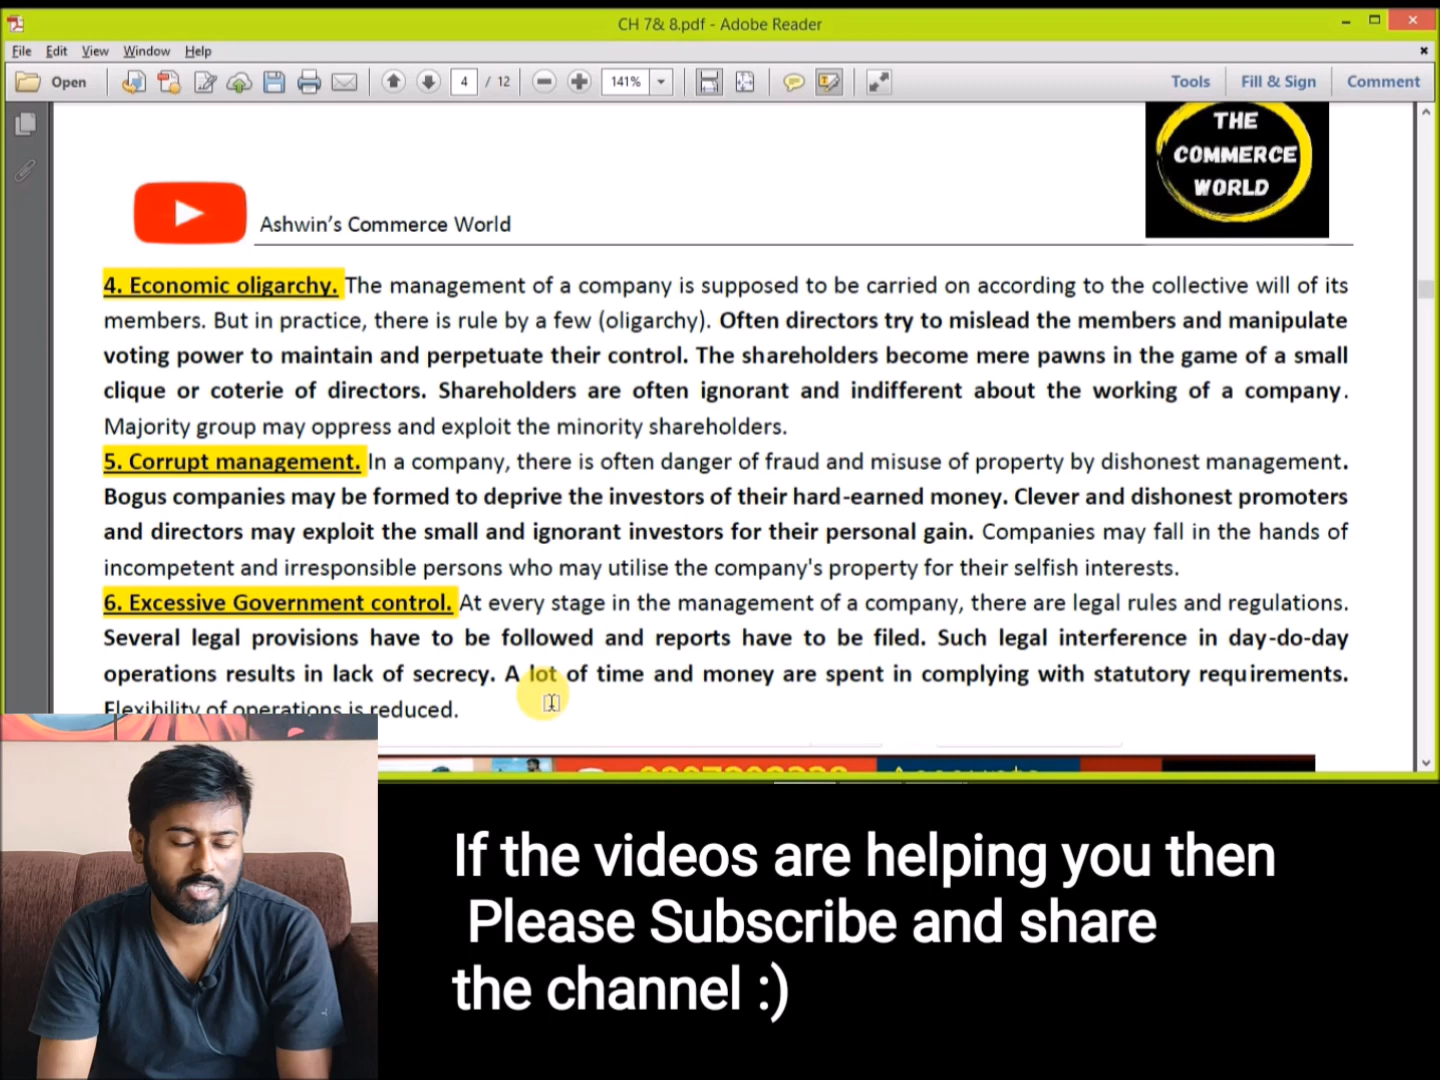 CH 7& 8.pdf - Adobe Reader
File Edit View Window Help
Open 4 / 12 141% Tools Fill & Sign Comment
THE
COMMERCE
WORLD
Ashwin's Commerce World
4. Economic oligarchy. The management of a company is supposed to be carried on according to the collective will of its
members. But in practice, there is rule by a few (oligarchy). Often directors try to mislead the members and manipulate
voting power to maintain and perpetuate their control. The shareholders become mere pawns in the game of a small
clique or coterie of directors. Shareholders are often ignorant and indifferent about the working of a company.
Majority group may oppress and exploit the minority shareholders.
5. Corrupt management. In a company, there is often danger of fraud and misuse of property by dishonest management.
Bogus companies may be formed to deprive the investors of their hard-earned money. Clever and dishonest promoters
and directors may exploit the small and ignorant investors for their personal gain. Companies may fall in the hands of
incompetent and irresponsible persons who may utilise the company's property for their selfish interests.
6. Excessive Government control. At every stage in the management of a company, there are legal rules and regulations.
Several legal provisions have to be followed and reports have to be filed. Such legal interference in day-do-day
operations results in lack of secrecy. A lot of time and money are spent in complying with statutory requirements.
Flexibility of operations is reduced.
If the videos are helping you then
Please Subscribe and share
the channel :)